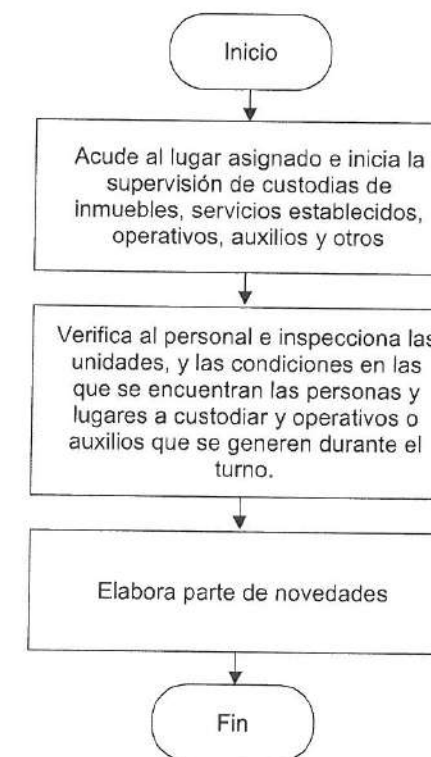 Inicio
Acude al lugar asignado e inicia la
supervisión de custodias de
inmuebles, servicios establecidos,
operativos, auxilios y otros
Verifica al personal e inspecciona las
unidades, y las condiciones en las
que se encuentran las personas y
lugares a custodiar y operativos o
auxilios que se generen durante el
turno.
Elabora parte de novedades
Fin